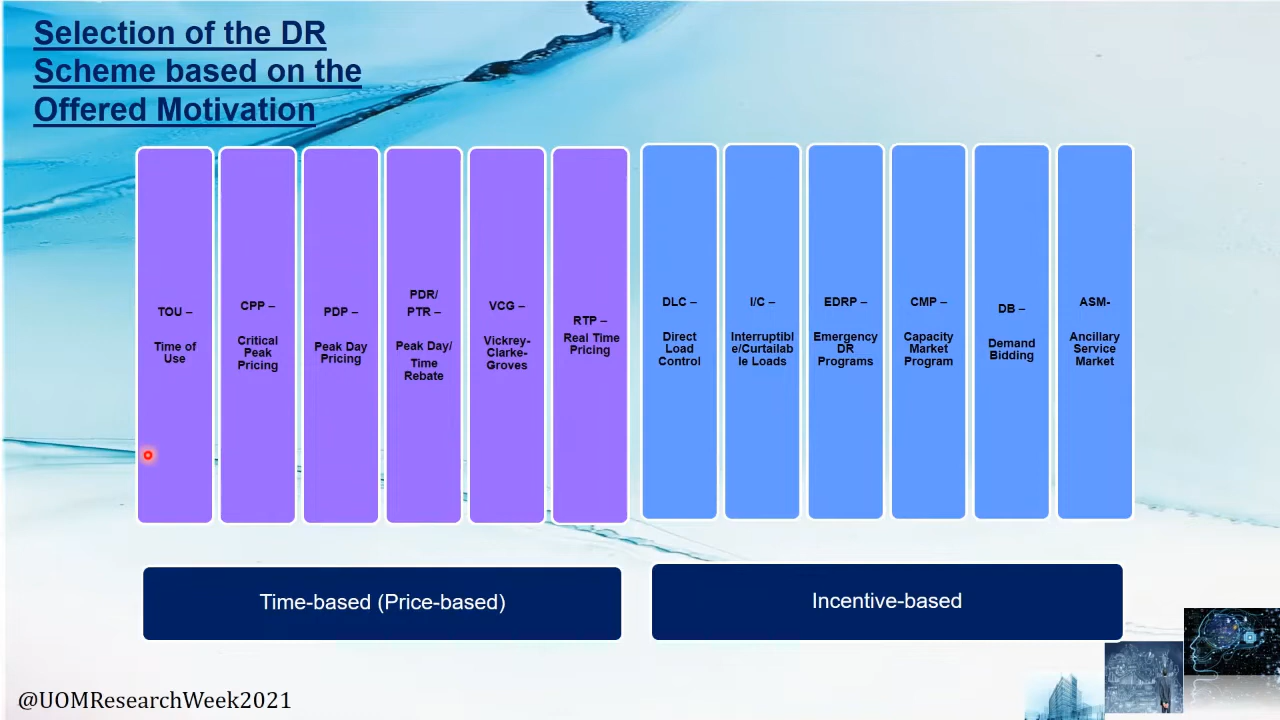 Selection of the DR
Scheme based on the
Offered Motivation
TOU –
Time of
Use
CPP –
Critical
Peak
Pricing
PDP –
Peak Day
Pricing
PDR/
PTR –
Peak Day/
Time
Rebate
VCG –
Vickrey-
Clarke-
Groves
RTP –
Real Time
Pricing
DLC –
Direct
Load
Control
I/C –
Interruptibl
e/Curtailab
le Loads
EDRP –
Emergency
DR
Programs
CMP –
Capacity
Market
Program
DB –
Demand
Bidding
ASM-
Ancillary
Service
Market
Time-based (Price-based)
Incentive-based
@UOMResearchWeek2021